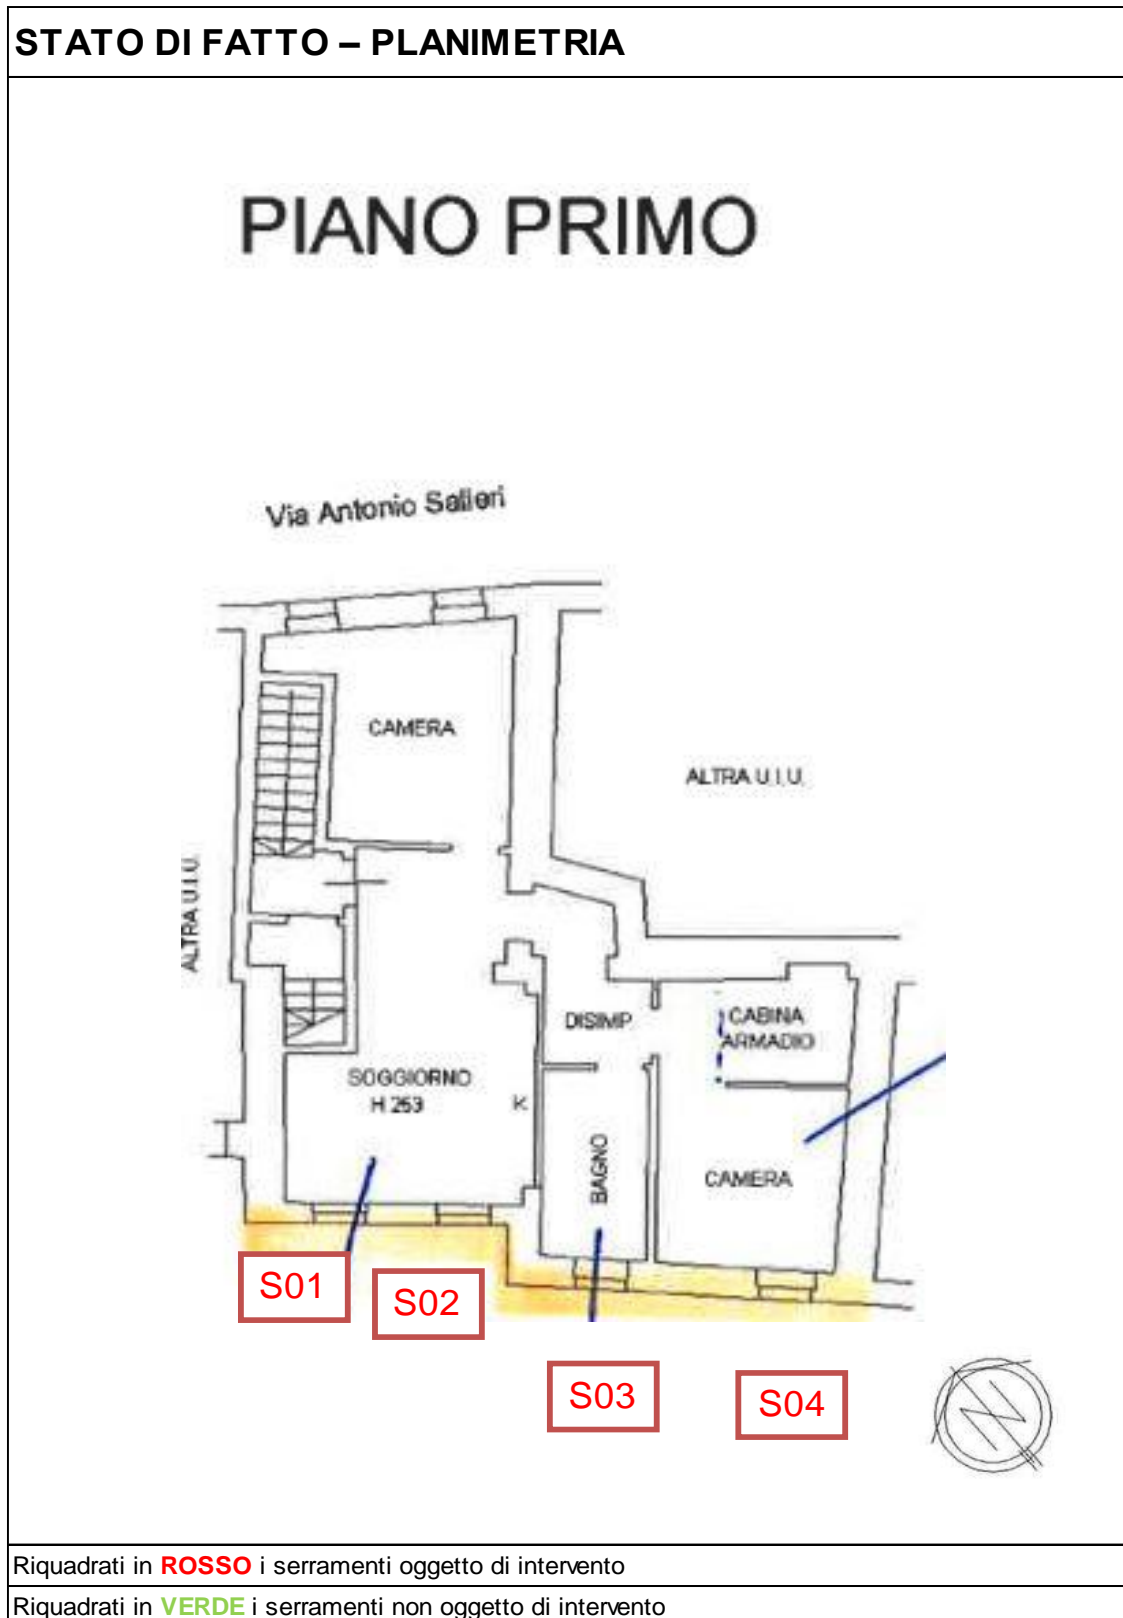 STATO DI FATTO – PLANIMETRIA
PIANO PRIMO
Via Antonio Salieri
CAMERA
ALTRA U.I.U.
ALTRA U.I.U.
DISIMP.
CABINA
ARMADIO
SOGGIORNO
H.253
K
BAGNO
CAMERA
S01
S02
S03
S04
N
Riquadrati in ROSSO i serramenti oggetto di intervento
Riquadrati in VERDE i serramenti non oggetto di intervento